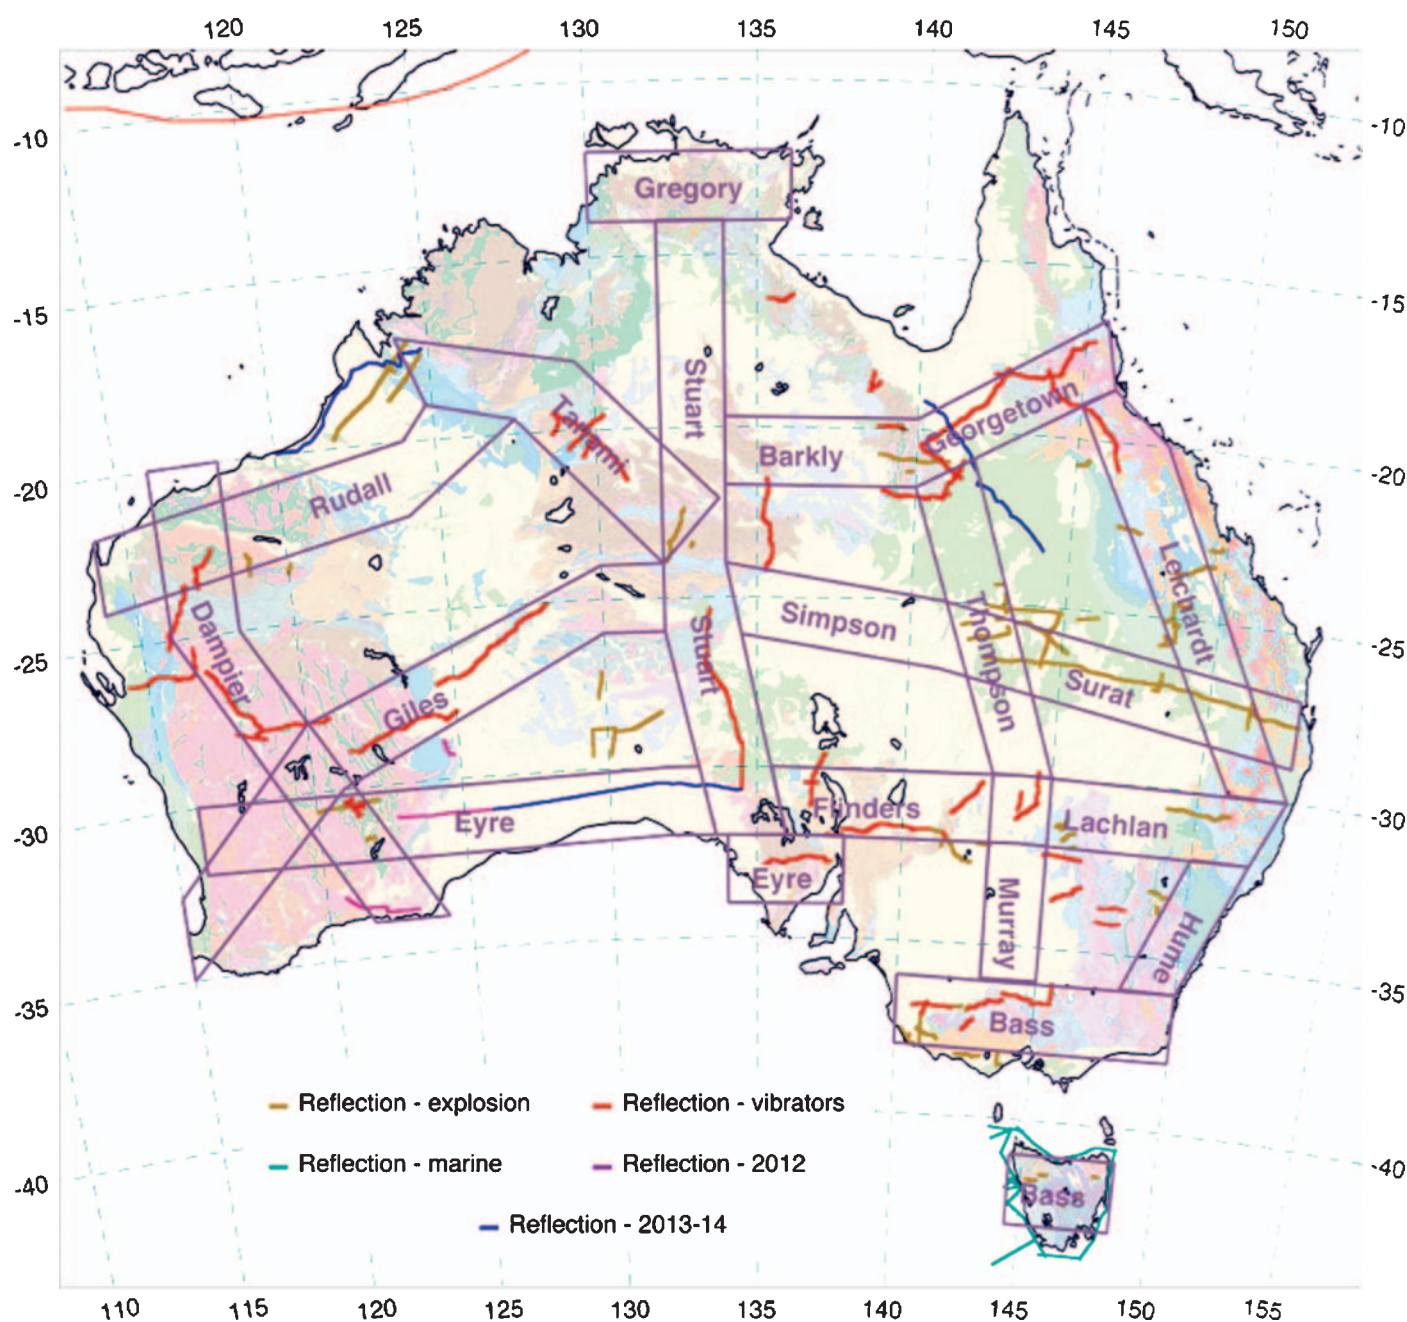 120 125 130 135 140 145 150
-10 -10
Gregory
-15 -15
Stuart
Tanami
Georgetown
Barkly
-20 -20
Rudall
Leichardt
Dampier
Simpson
Thompson
Stuart
-25 -25
Surat
Giles
Flinders
Eyre
Lachlan
-30 -30
Eyre
Murray
Hume
-35 -35
Bass
Reflection - explosion Reflection - vibrators
Reflection - marine Reflection - 2012
-40 -40
Bass
Reflection - 2013-14
110 115 120 125 130 135 140 145 150 155